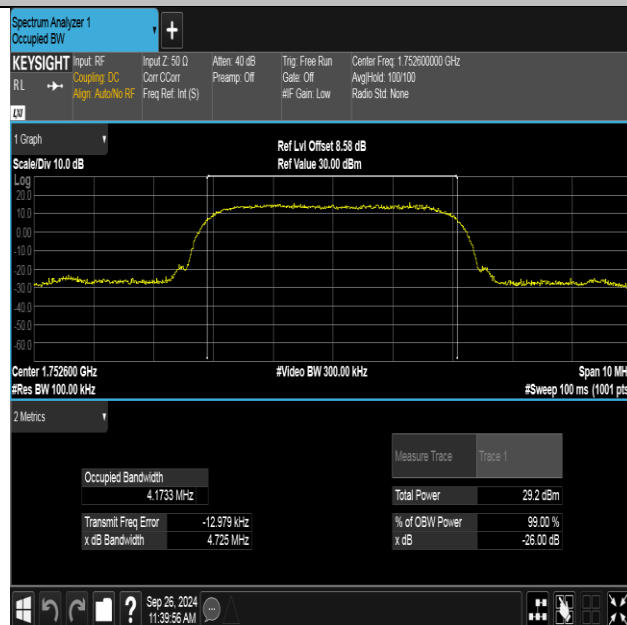 Spectrum Analyzer 1
Occupied BW
+
KEYSIGHT Input: RF Input Z: 50 Ω Atten: 40 dB Trig: Free Run Center Freq: 1.752600000 GHz
RL Coupling: DC Corr CCorr Preamp: Off Gate: Off Avg|Hold: 100/100
Align: Auto/No RF Freq Ref: Int (S) #IF Gain: Low Radio Std: None
LXI
1 Graph
Ref Lvl Offset 8.58 dB
Scale/Div 10.0 dB Ref Value 30.00 dBm
Log
20.0
10.0
0.00
-10.0
-20.0
-30.0
-40.0
-50.0
-60.0
Center 1.752600 GHz #Video BW 300.00 kHz Span 10 MH
#Res BW 100.00 kHz #Sweep 100 ms (1001 pts
2 Metrics
Measure Trace Trace 1
Occupied Bandwidth
4.1733 MHz Total Power 29.2 dBm
Transmit Freq Error -12.979 kHz % of OBW Power 99.00 %
x dB Bandwidth 4.725 MHz x dB -26.00 dB
? Sep 26, 2024
11:39:56 AM